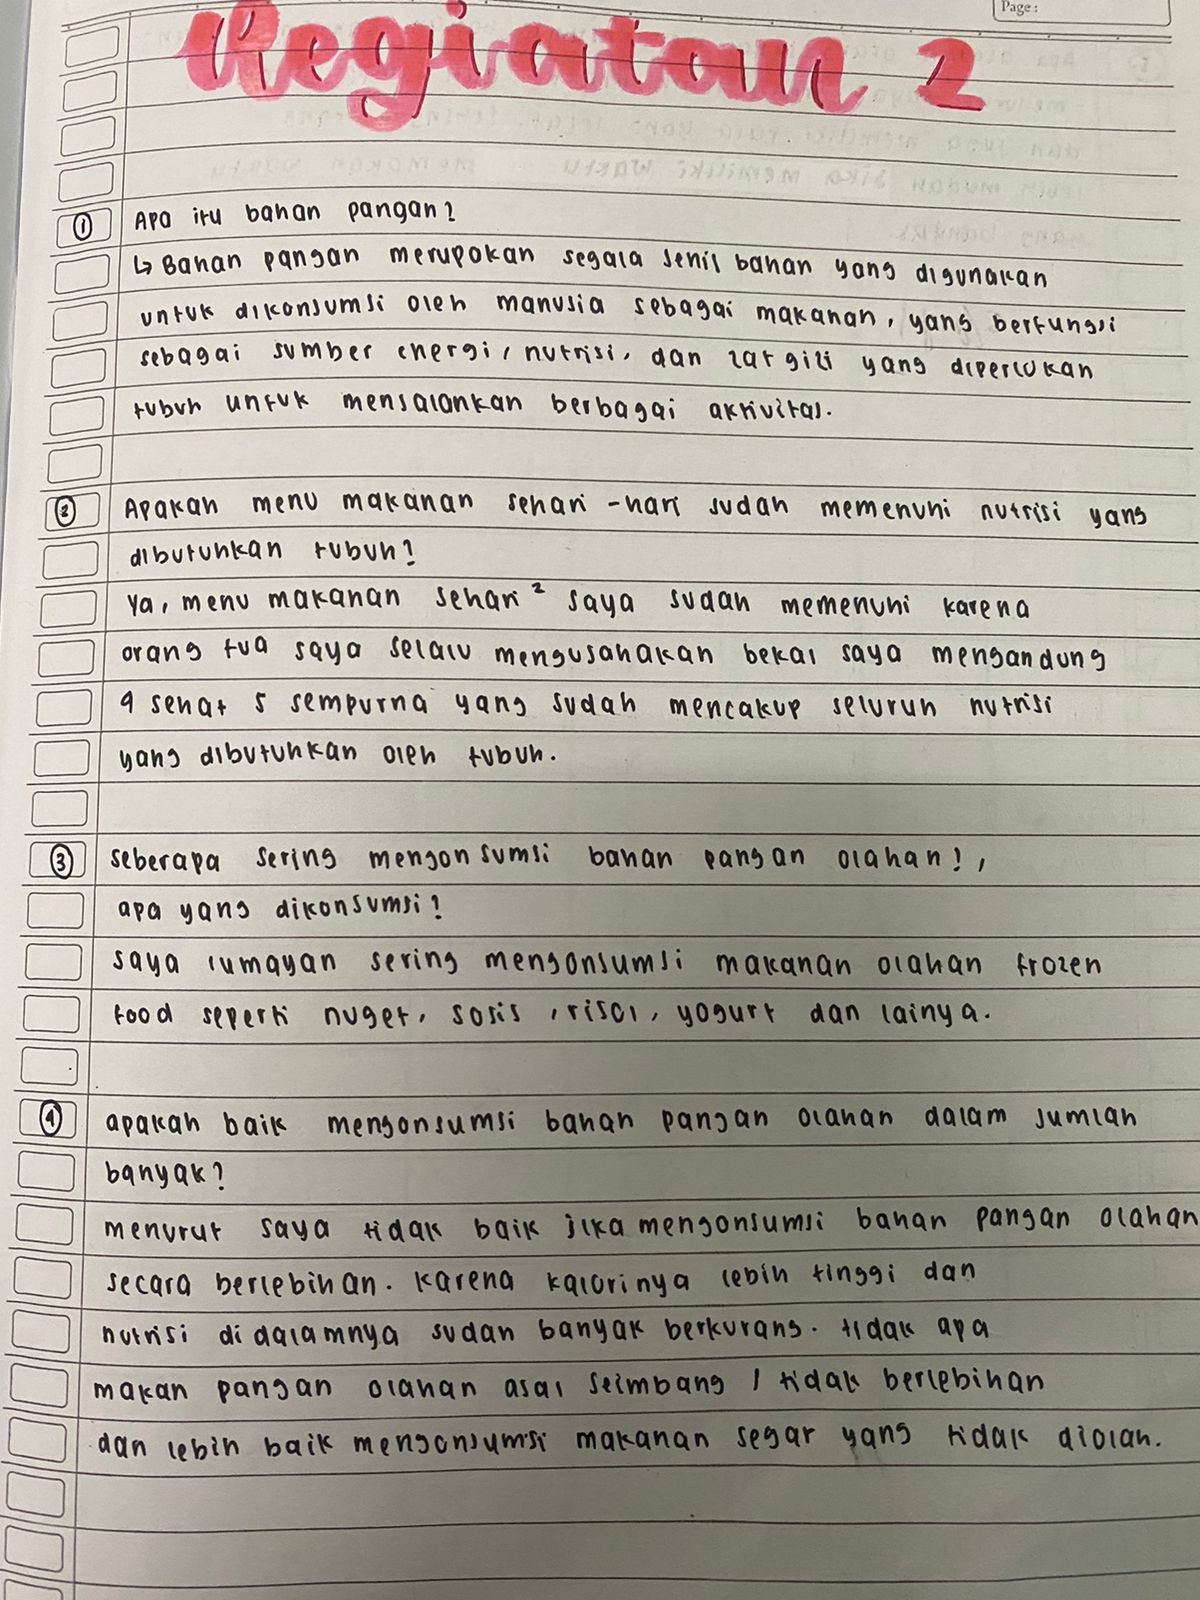 Page:
Kegiatan 2
① Apa itu bahan pangan?
↳ Bahan pangan merupakan segala jenis bahan yang digunakan
untuk dikonsumsi oleh manusia sebagai makanan, yang berfungsi
sebagai sumber energi, nutrisi, dan zat gizi yang diperlukan
tubuh untuk menjalankan berbagai aktivitas.
② Apakah menu makanan sehari-hari sudah memenuhi nutrisi yang
dibutuhkan tubuh?
Ya, menu makanan sehari² saya sudah memenuhi karena
orang tua saya selalu mengusahakan bekal saya mengandung
4 sehat 5 sempurna yang sudah mencakup seluruh nutrisi
yang dibutuhkan oleh tubuh.
③ seberapa sering mengonsumsi bahan pangan olahan?,
apa yang dikonsumsi?
saya lumayan sering mengonsumsi makanan olahan frozen
food seperti nuget, sosis, risol, yogurt dan lainya.
④ apakah baik mengonsumsi bahan pangan olahan dalam jumlah
banyak?
menurut saya tidak baik jika mengonsumsi bahan pangan olahan
secara berlebihan. karena kalorinya lebih tinggi dan
nutrisi didalamnya sudah banyak berkurang. tidak apa
makan pangan olahan asal seimbang, tidak berlebihan
dan lebih baik mengonsumsi makanan segar yang tidak diolah.